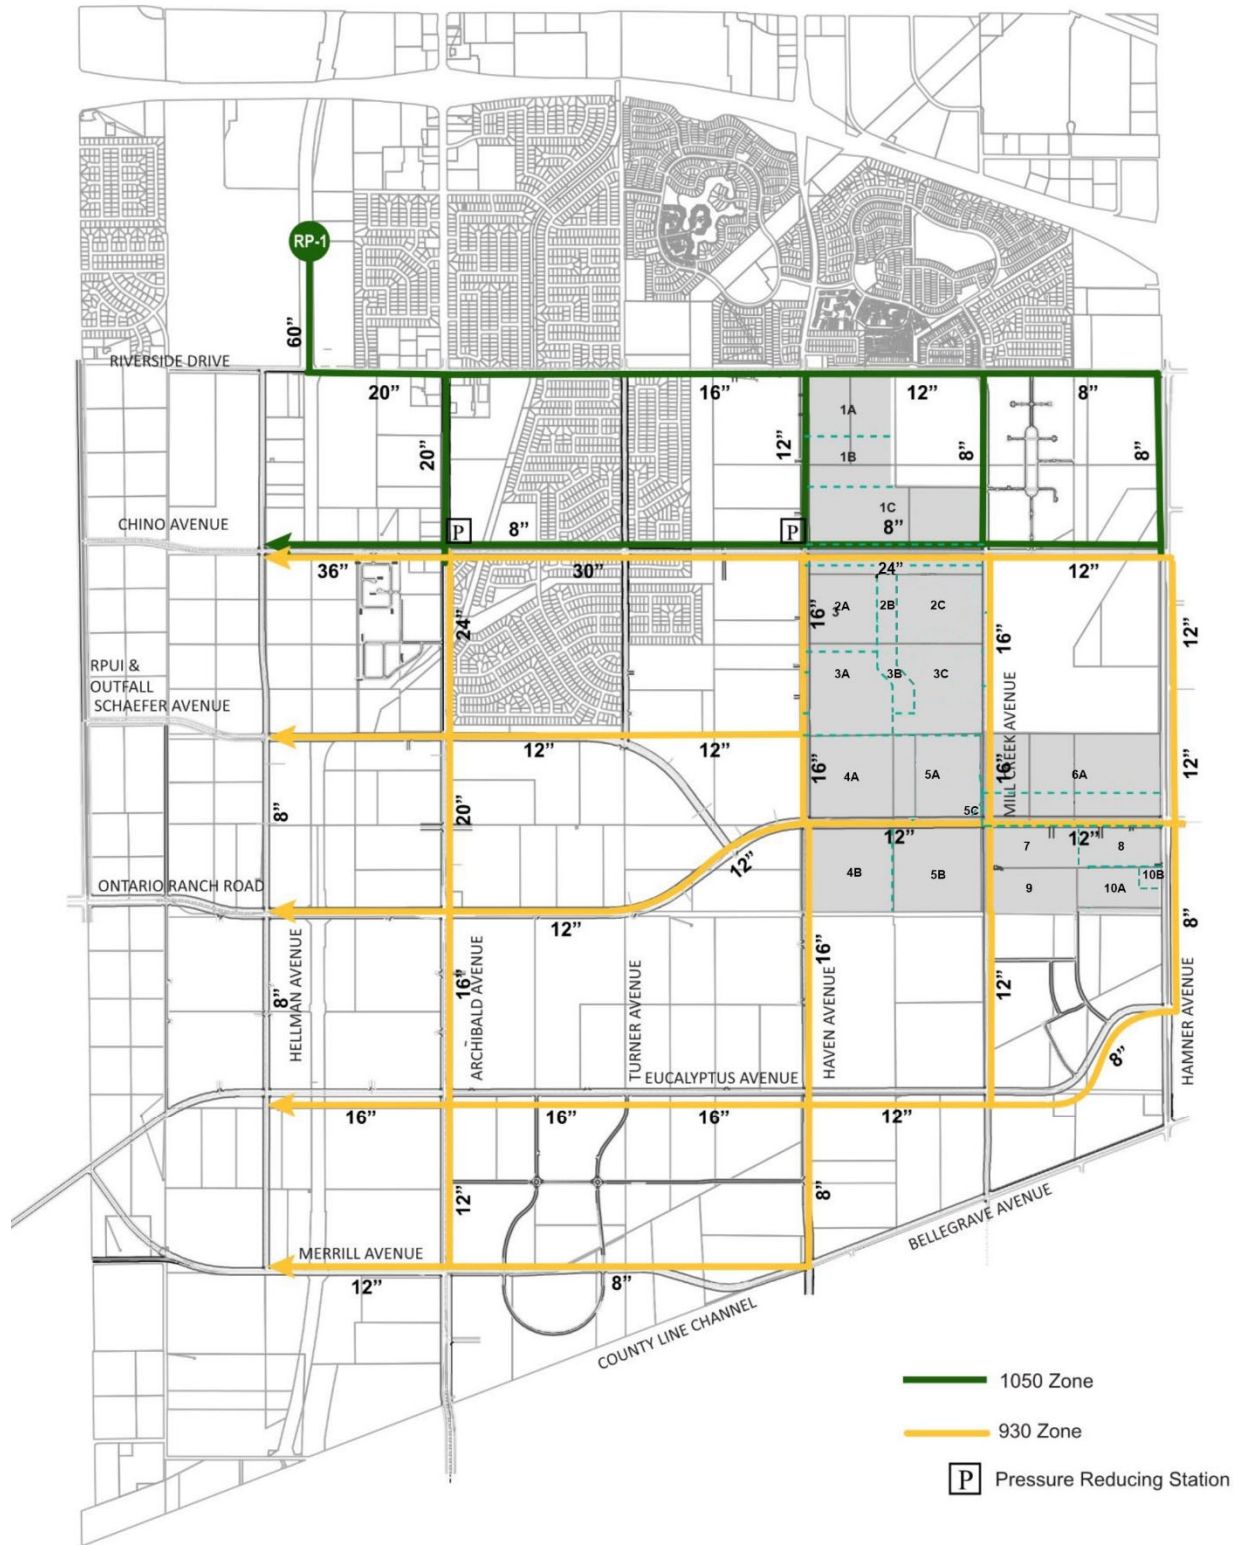 RP-1
60”
RIVERSIDE DRIVE
20”
16”
12”
8”
1A
20”
12”
8”
8”
1B
1C
CHINO AVENUE
P
8”
P
8”
36”
30”
24”
12”
24”
16”
2A
3
2B
2C
16”
12”
RPUI &
OUTFALL
SCHAEFER AVENUE
3A
3B
3C
MILL CREEK AVENUE
12”
12”
16”
4A
5A
16”
6A
12”
8”
20”
5C
12”
12”
12”
7
8
4B
5B
9
10A
10B
ONTARIO RANCH ROAD
12”
8”
HELLMAN AVENUE
8”
ARCHIBALD AVENUE
16”
TURNER AVENUE
HAVEN AVENUE
16”
12”
HAMNER AVENUE
8”
EUCALYPTUS AVENUE
16”
16”
16”
12”
12”
8”
BELLEGRAVE AVENUE
MERRILL AVENUE
12”
8”
COUNTY LINE CHANNEL
1050 Zone
930 Zone
P Pressure Reducing Station